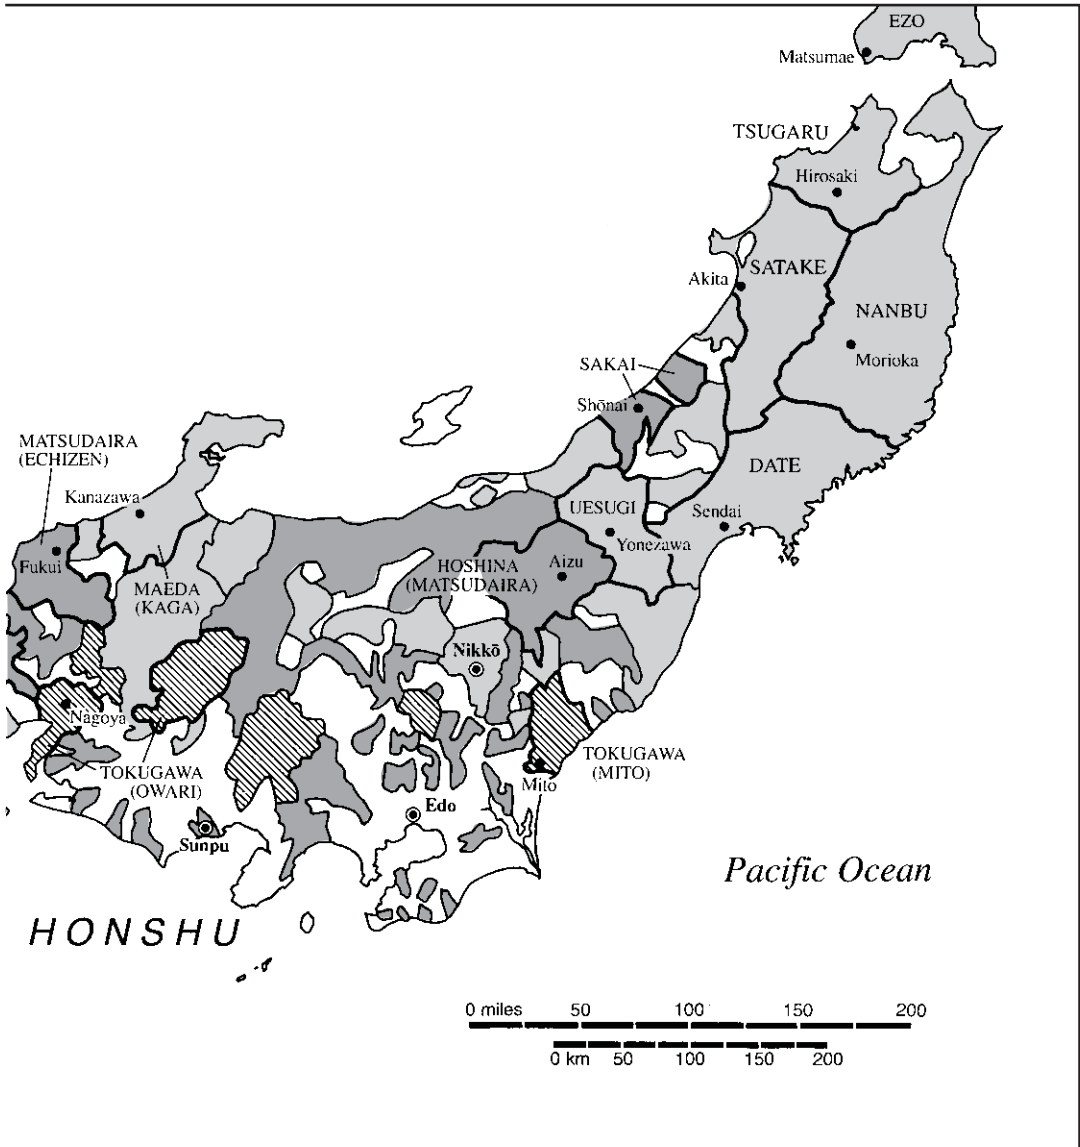 EZO
Matsumae
TSUGARU
Hirosaki
SATAKE
Akita
NANBU
Morioka
SAKAI
Shōnai
MATSUDAIRA
(ECHIZEN)
DATE
Kanazawa
UESUGI
Sendai
Yonezawa
Fukui
HOSHINA
(MATSUDAIRA)
Aizu
MAEDA
(KAGA)
Nikkō
Nagoya
TOKUGAWA
(OWARI)
TOKUGAWA
(MITO)
Mito
Edo
Sunpu
Pacific Ocean
HONSHU
0 miles 50 100 150 200
0 km 50 100 150 200